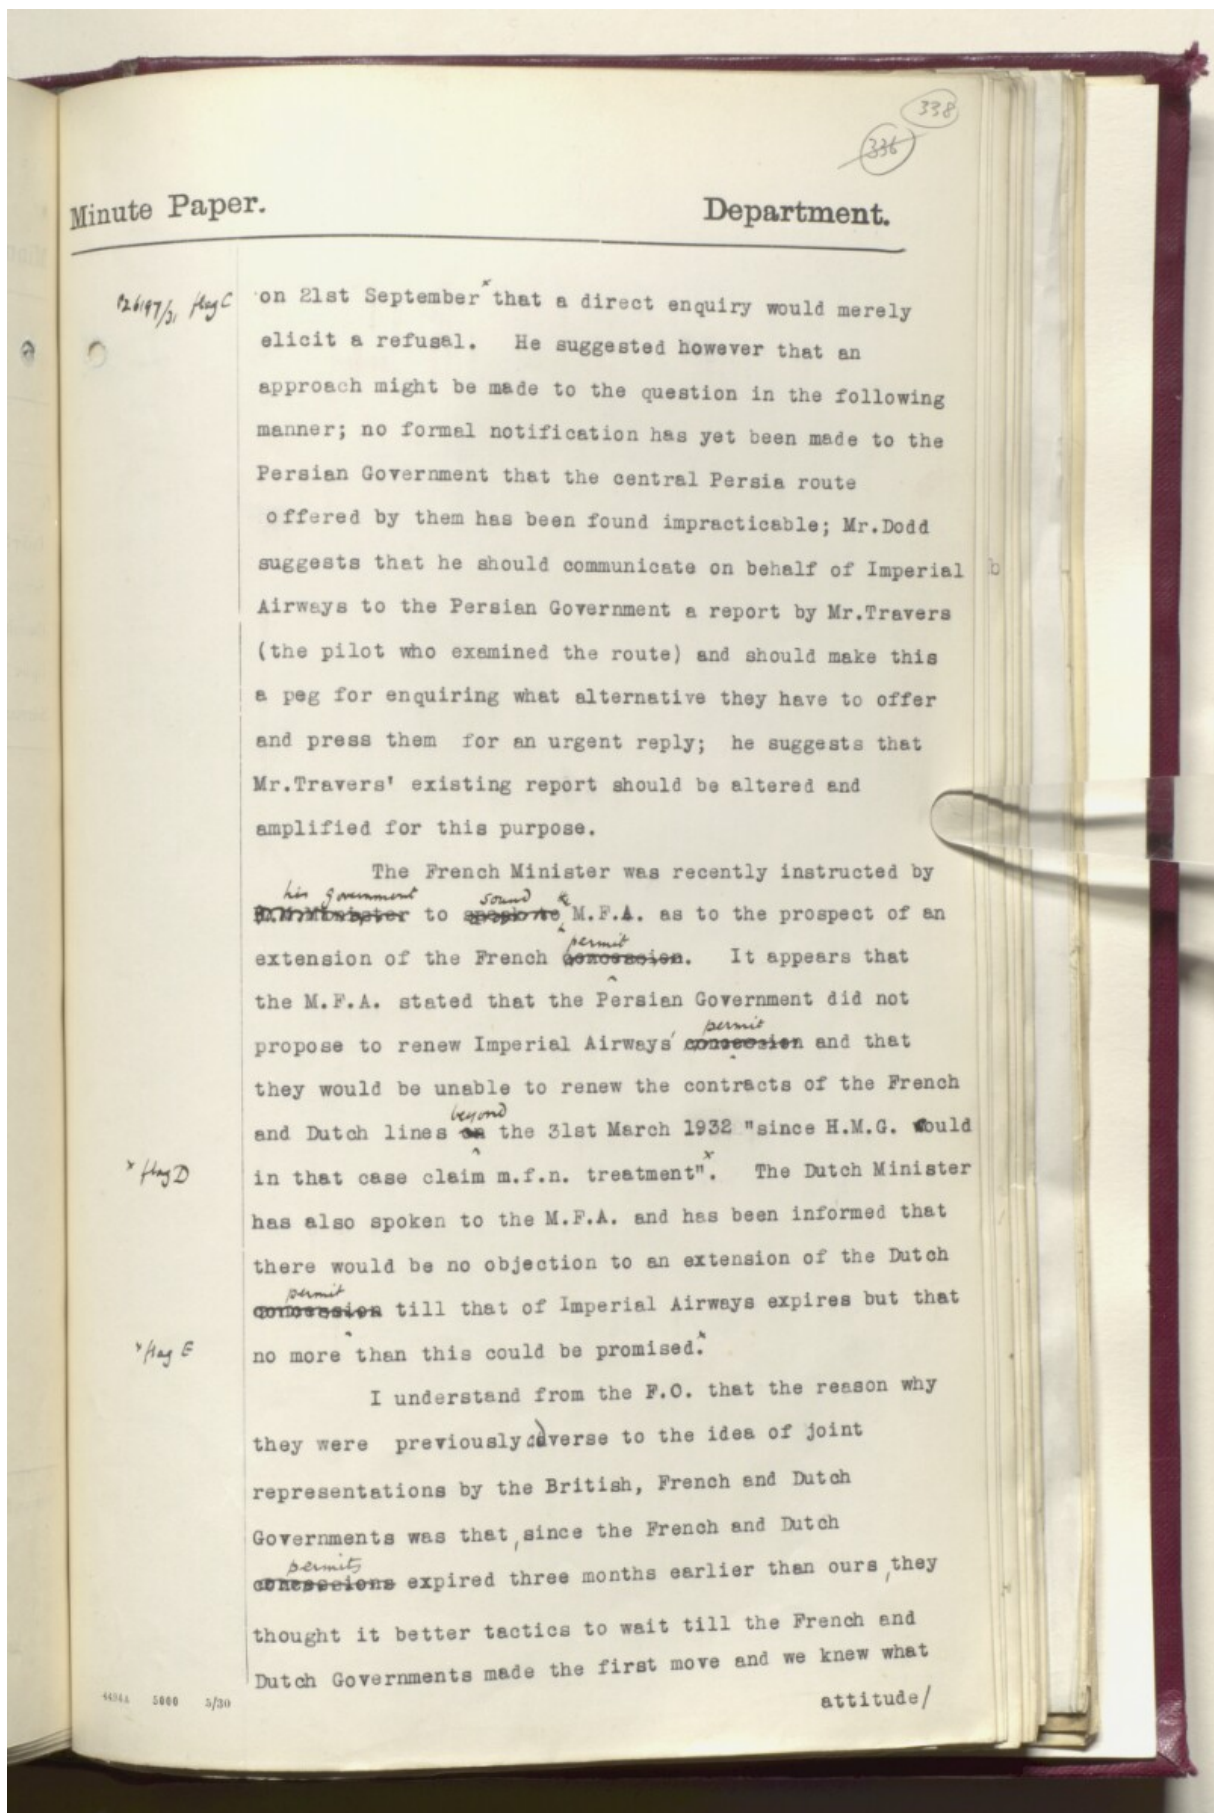 338
336
Minute Paper. Department.
flag C
on 21st September x that a direct enquiry would merely
elicit a refusal. He suggested however that an
approach might be made to the question in the following
manner; no formal notification has yet been made to the
Persian Government that the central Persia route
offered by them has been found impracticable; Mr.Dodd
suggests that he should communicate on behalf of Imperial
Airways to the Persian Government a report by Mr.Travers
(the pilot who examined the route) and should make this
a peg for enquiring what alternative they have to offer
and press them for an urgent reply; he suggests that
Mr.Travers' existing report should be altered and
amplified for this purpose.
The French Minister was recently instructed by
his Government sound
to M.F.A. as to the prospect of an
permit
extension of the French concession. It appears that
the M.F.A. stated that the Persian Government did not
permit
propose to renew Imperial Airways' concession and that
they would be unable to renew the contracts of the French
beyond
and Dutch lines on the 31st March 1932 "since H.M.G. would
x flag D
in that case claim m.f.n. treatment"x. The Dutch Minister
has also spoken to the M.F.A. and has been informed that
there would be no objection to an extension of the Dutch
permit
concession till that of Imperial Airways expires but that
x flag E
no more than this could be promised.x
I understand from the F.O. that the reason why
they were previously adverse to the idea of joint
representations by the British, French and Dutch
Governments was that, since the French and Dutch
permits
concessions expired three months earlier than ours, they
thought it better tactics to wait till the French and
Dutch Governments made the first move and we knew what
attitude/
4494A 5000 5/30